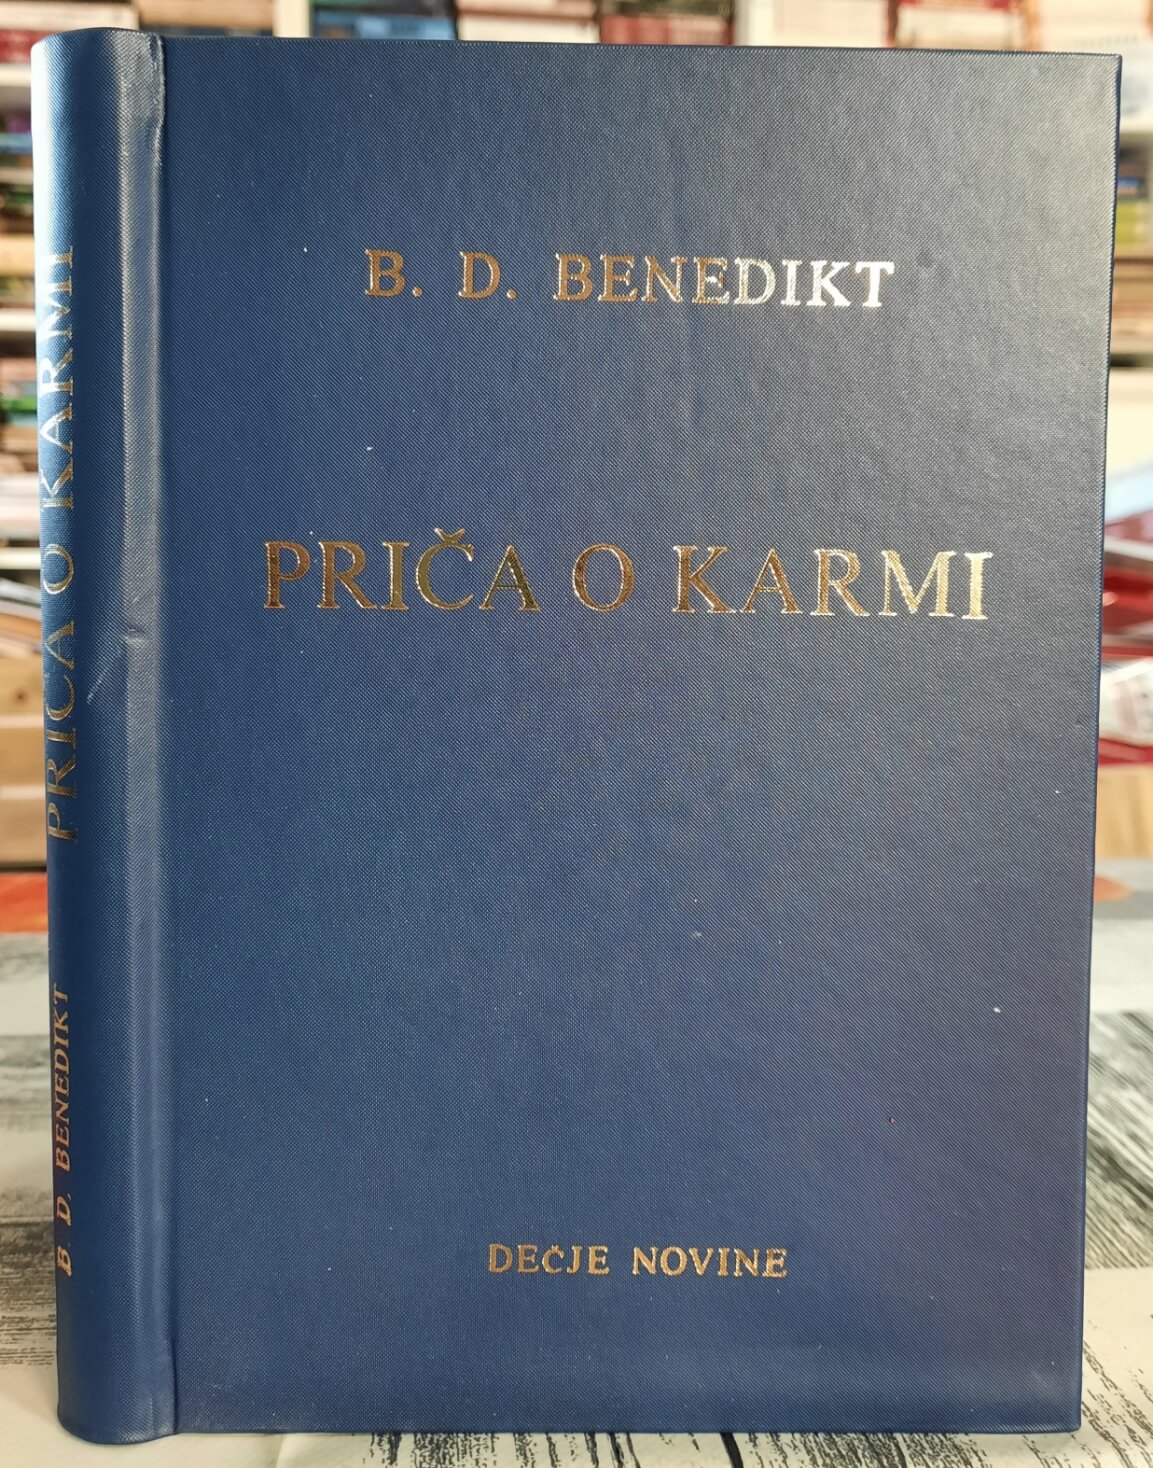 B. D. BENEDIKT
PRIČA O KARMI
DEČJE NOVINE
PRIČA O KARMI
B. D. BENEDIKT